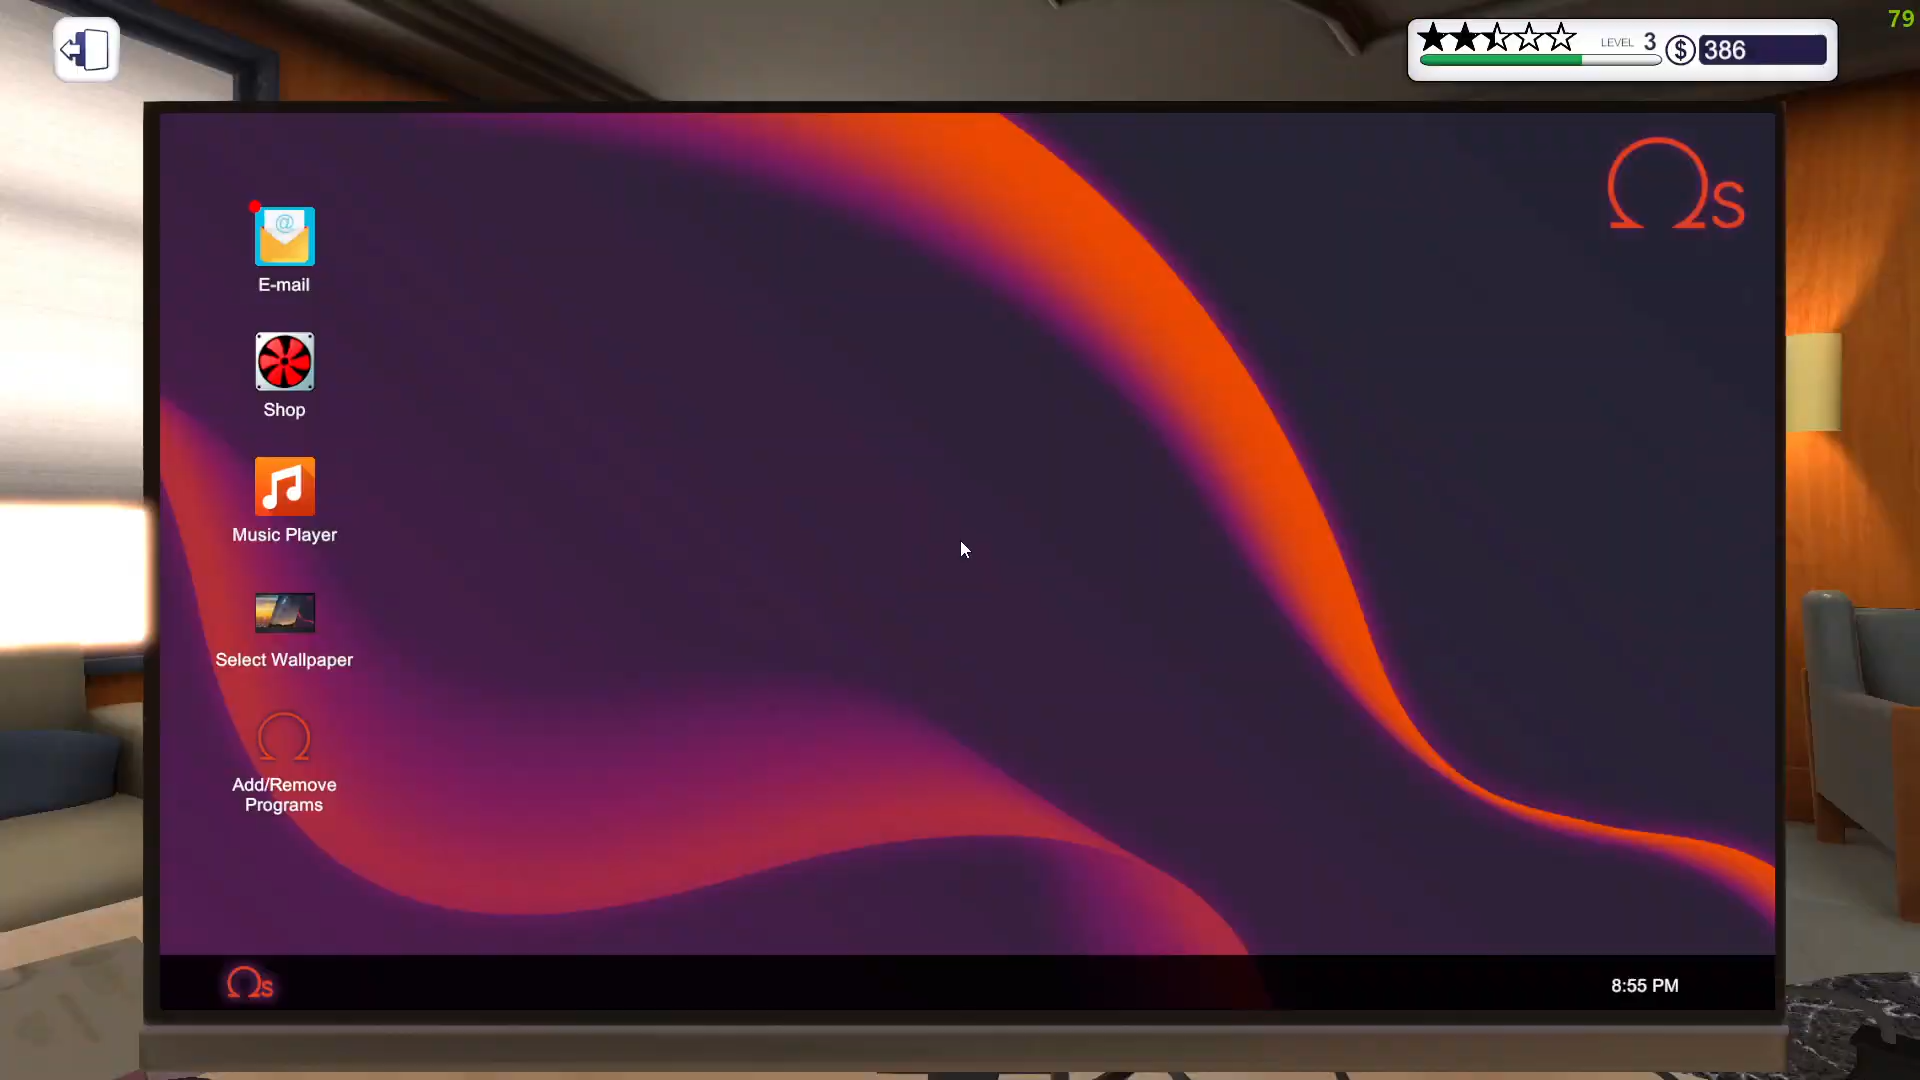 79
LEVEL 3
$ 386
Ωs
@
E-mail
Shop
Music Player
Select Wallpaper
Add/Remove
Programs
Ωs
8:55 PM